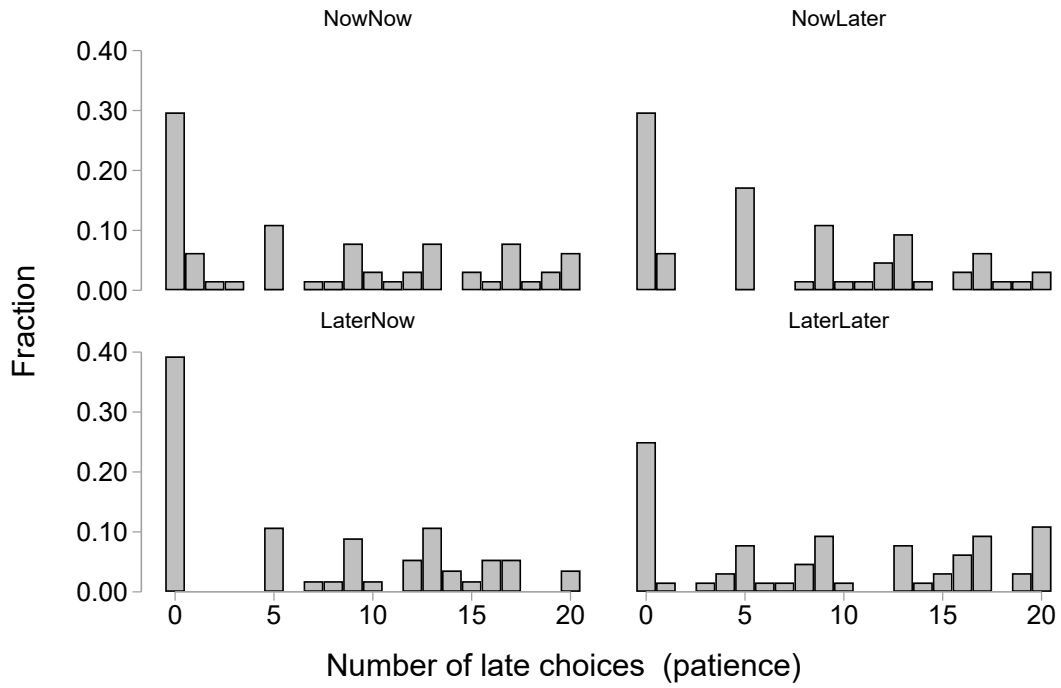 NowNow
NowLater
0.40
0.30
0.20
0.10
0.00
LaterNow
LaterLater
0.40
0.30
0.20
0.10
0.00
0 5 10 15 20
0 5 10 15 20
Fraction
Number of late choices (patience)